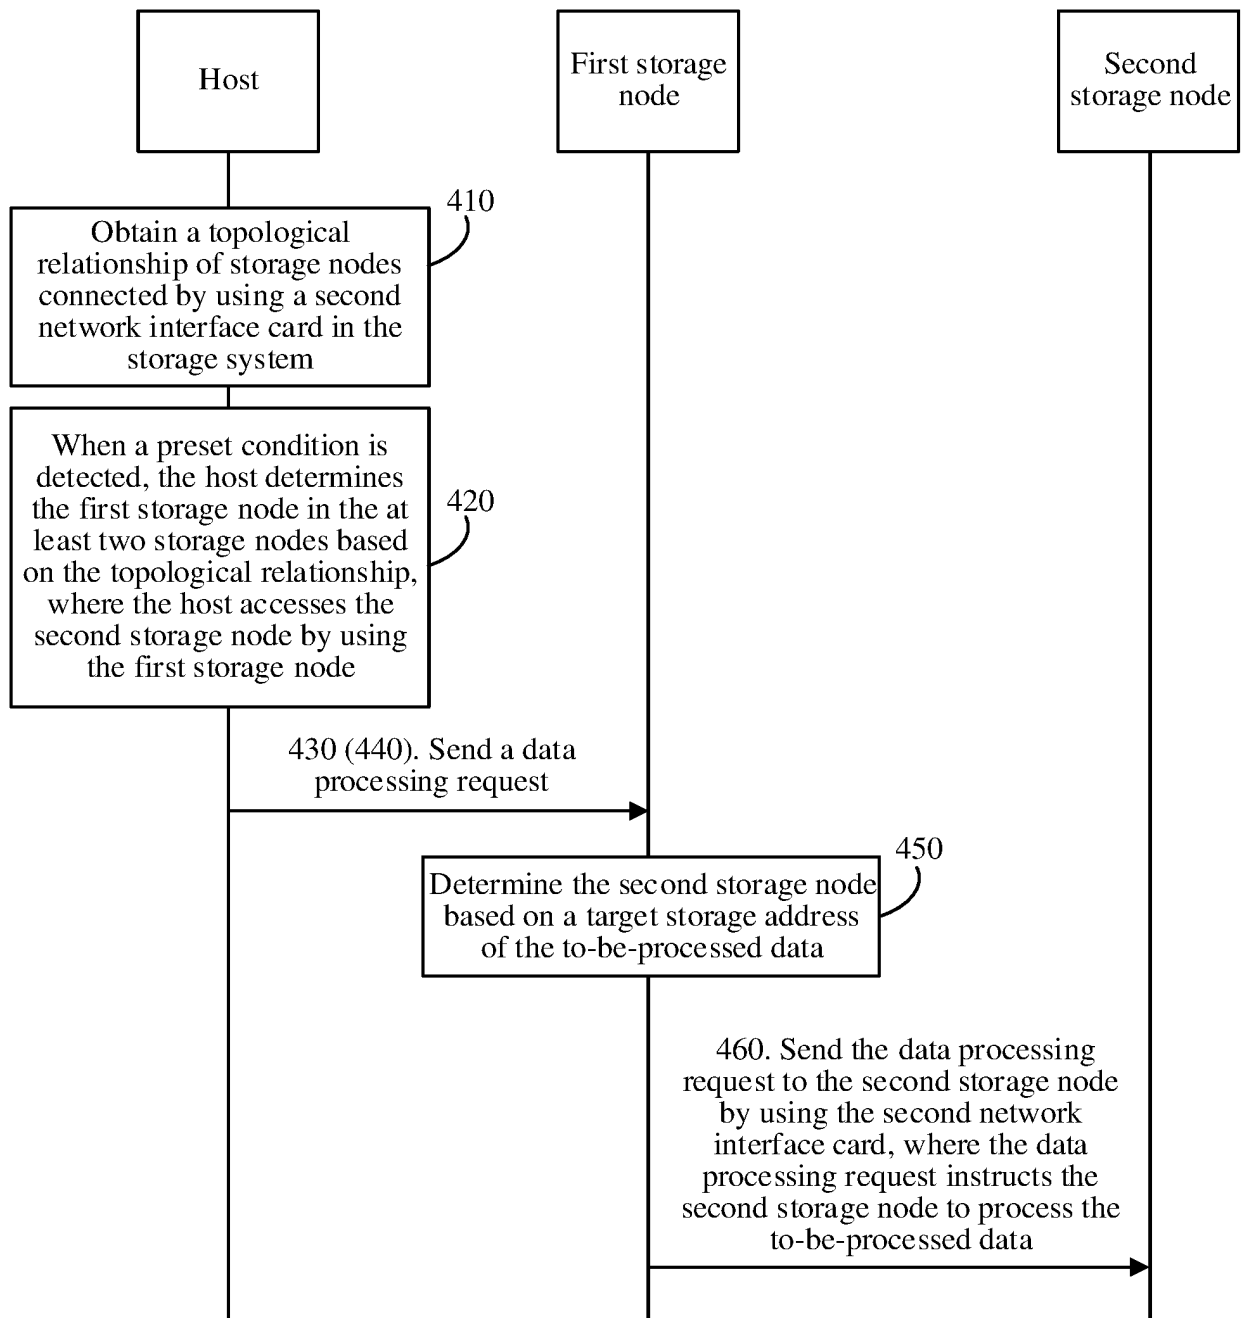 Host
First storage
node
Second
storage node
410
Obtain a topological
relationship of storage nodes
connected by using a second
network interface card in the
storage system
420
When a preset condition is
detected, the host determines
the first storage node in the at
least two storage nodes based
on the topological relationship,
where the host accesses the
second storage node by using
the first storage node
430 (440). Send a data
processing request
450
Determine the second storage node
based on a target storage address
of the to-be-processed data
460. Send the data processing
request to the second storage node
by using the second network
interface card, where the data
processing request instructs the
second storage node to process the
to-be-processed data